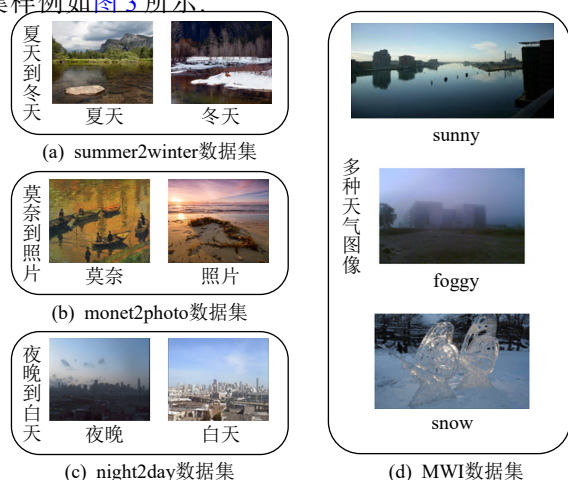 集样例如图 3 所示.
夏天到冬天
夏天
冬天
(a) summer2winter数据集
莫奈到照片
莫奈
照片
(b) monet2photo数据集
夜晚到白天
夜晚
白天
(c) night2day数据集
多种天气图像
sunny
foggy
snow
(d) MWI数据集